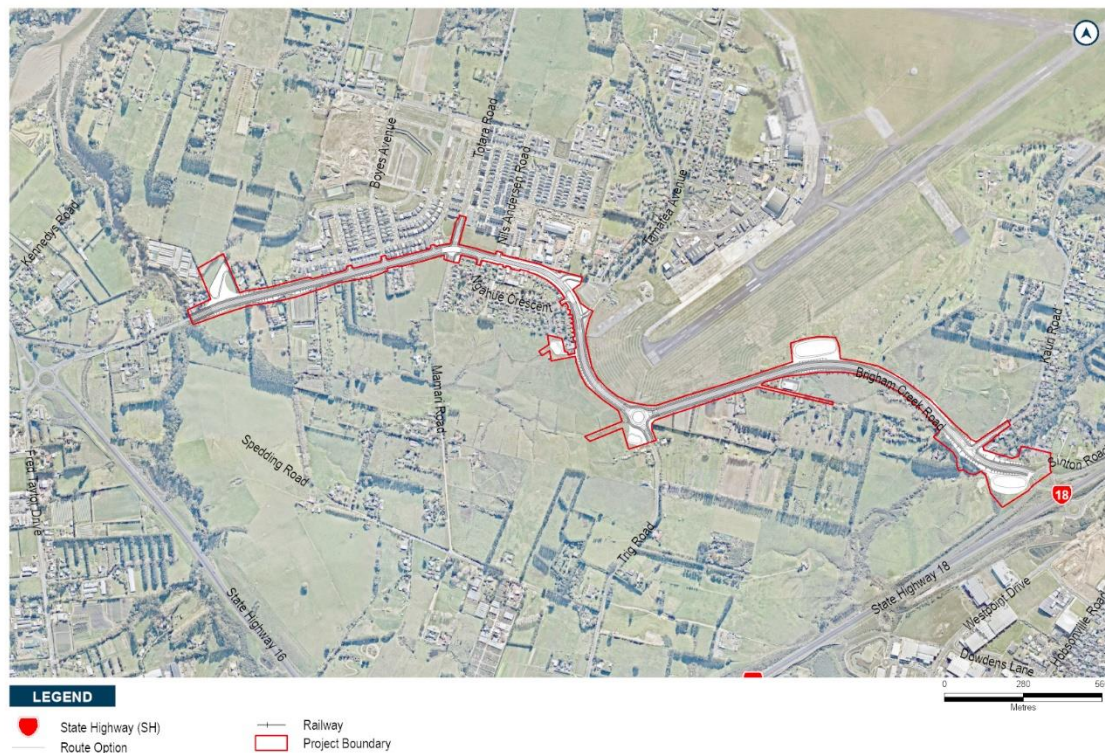 Kennedys Road
Boyes Avenue
Totara Road
Nils Andersen Road
Tamatea Avenue
Kauri Road
Brigham Creek Road
Mamari Road
Spedding Road
Fred Taylor Drive
Sinton Road
18
Trig Road
State Highway 18
Westpoint Drive
State Highway 16
Hobsonville Road
Dowdens Lane
LEGEND
State Highway (SH)
Route Option
Railway
Project Boundary
0 280 560
Metres